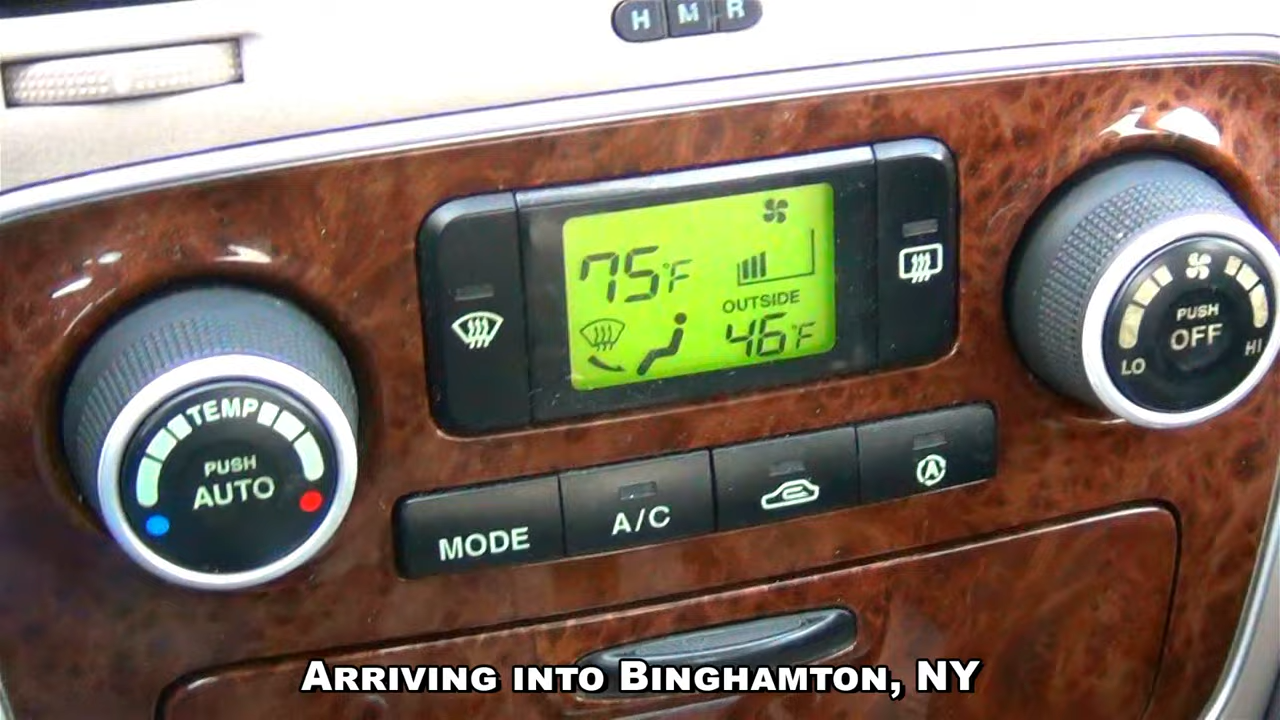 H M R
75°F
OUTSIDE
46°F
TEMP
PUSH
AUTO
PUSH
OFF
LO
HI
MODE
A/C
A
Arriving into Binghamton, NY